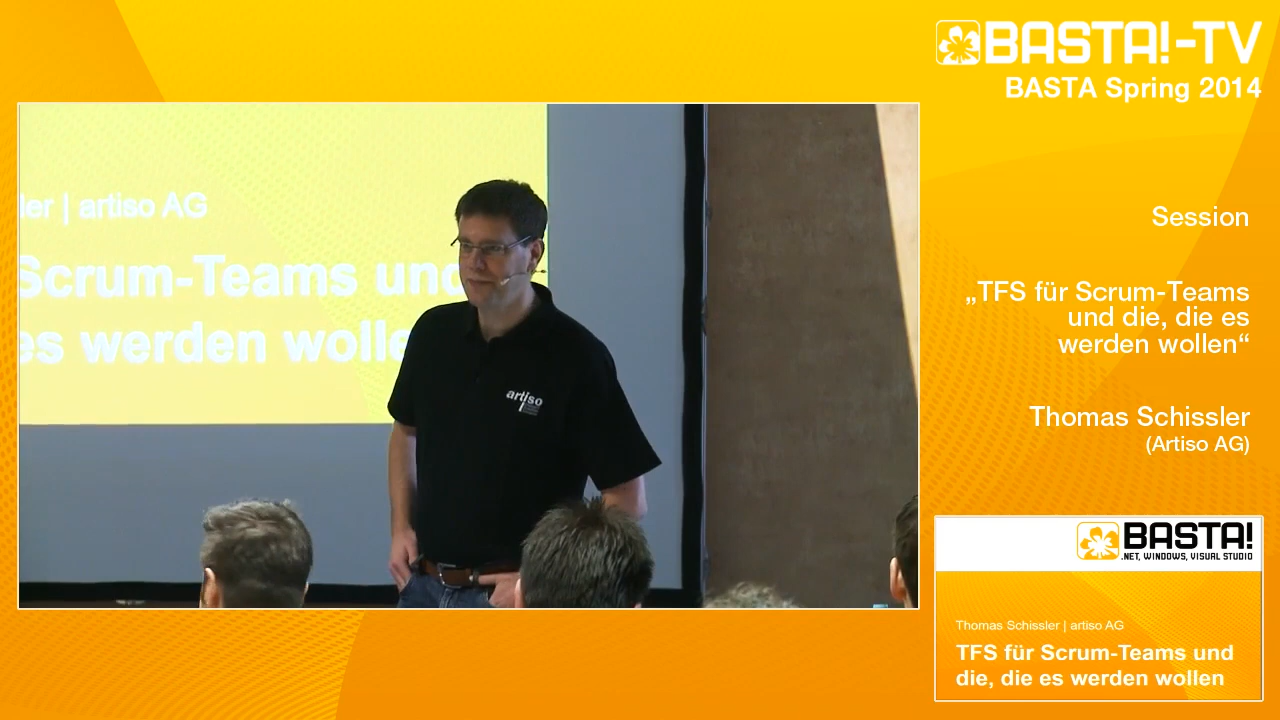 BASTA!-TV
BASTA Spring 2014
ler | artiso AG
Scrum-Teams und
es werden wolle
artiso
Session
„TFS für Scrum-Teams
und die, die es
werden wollen“
Thomas Schissler
(Artiso AG)
BASTA!
.NET, WINDOWS, VISUAL STUDIO
Thomas Schissler | artiso AG
TFS für Scrum-Teams und
die, die es werden wollen